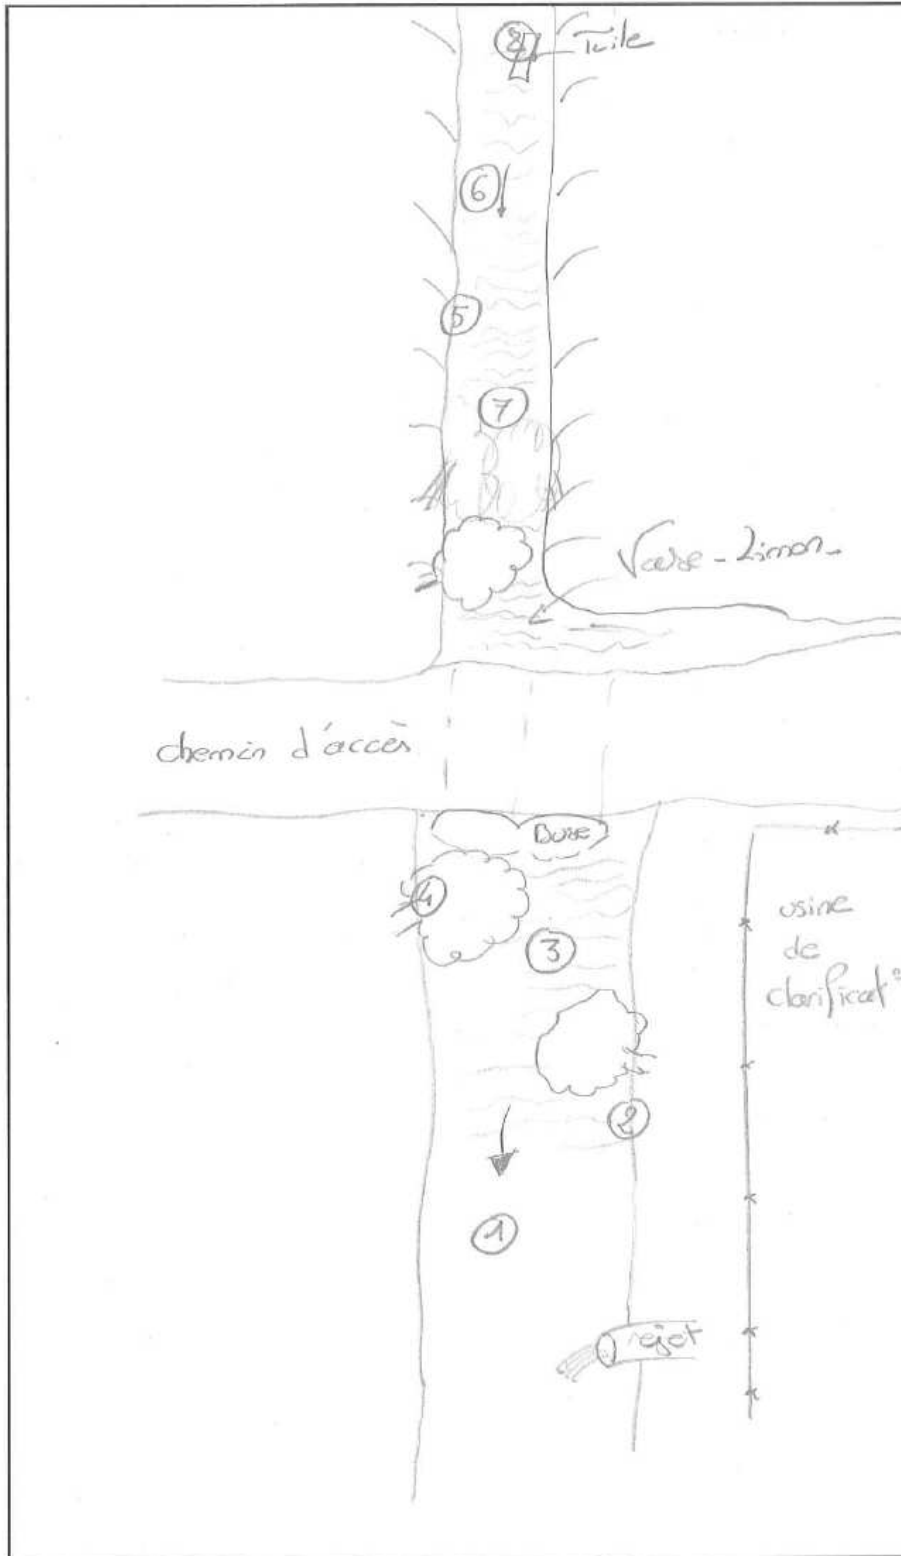 8
Tuile
6
5
7
Vase - Limon -
chemin d'accès
Buse
4
usine
de
clarificat°
3
2
1
rejet